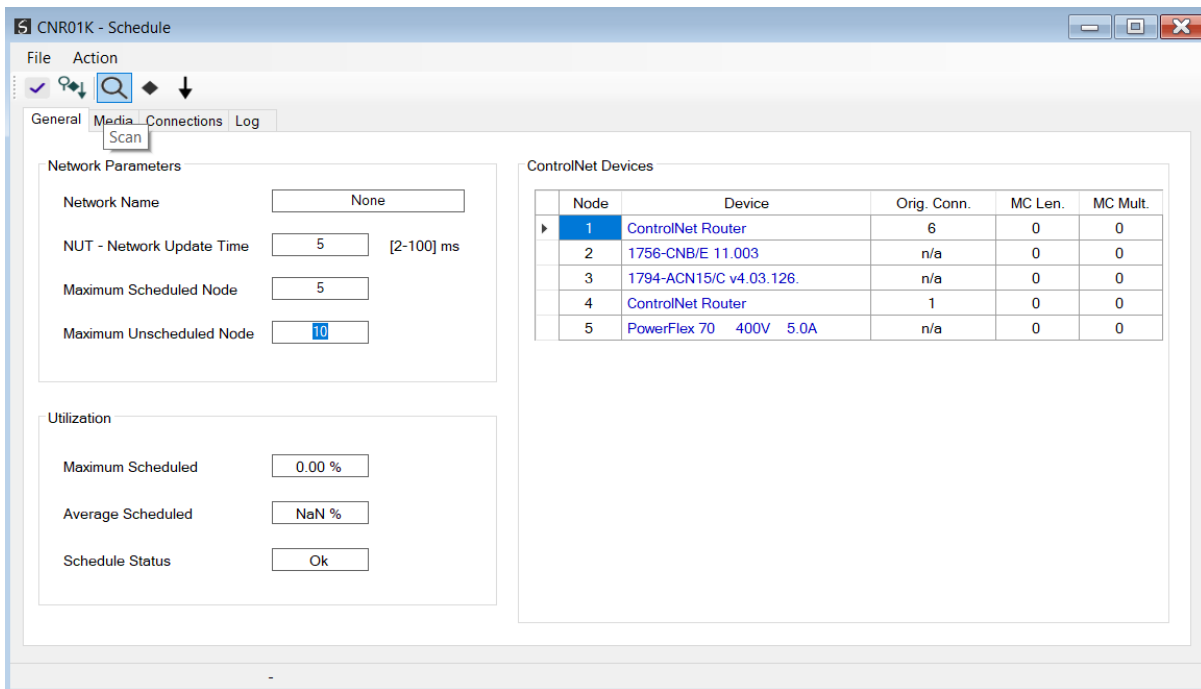 CNR01K - Schedule
File Action
General Media Connections Log
Scan
Network Parameters
Network Name None
NUT - Network Update Time 5 [2-100] ms
Maximum Scheduled Node 5
Maximum Unscheduled Node 10
Utilization
Maximum Scheduled 0.00 %
Average Scheduled NaN %
Schedule Status Ok
ControlNet Devices
Node Device Orig. Conn. MC Len. MC Mult.
1 ControlNet Router 6 0 0
2 1756-CNB/E 11.003 n/a 0 0
3 1794-ACN15/C v4.03.126. n/a 0 0
4 ControlNet Router 1 0 0
5 PowerFlex 70 400V 5.0A n/a 0 0
-